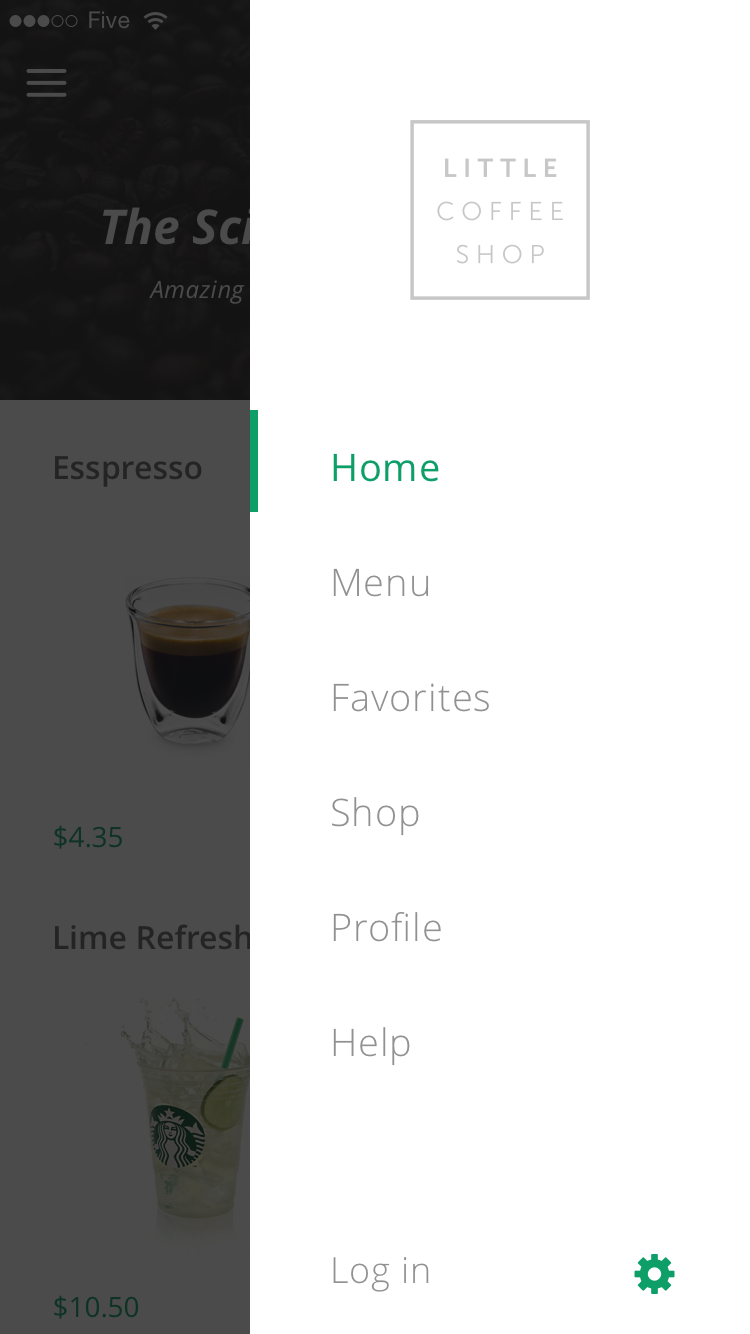 Five
The Sci
Amazing
LITTLE
COFFEE
SHOP
Esspresso
$4.35
Lime Refresh
$10.50
Home
Menu
Favorites
Shop
Profile
Help
Log in